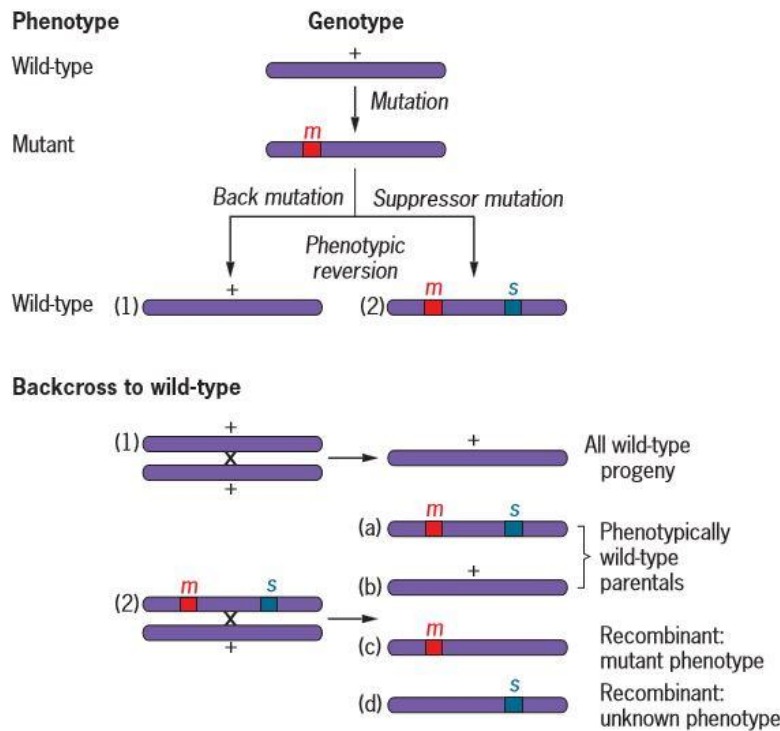 Phenotype Genotype
Wild-type +
Mutation
Mutant m
Back mutation Suppressor mutation
Phenotypic
reversion
+ m s
Wild-type (1) (2)
Backcross to wild-type
+
(1) + All wild-type
X progeny
+
(a) m s Phenotypically
wild-type
(b) + parentals
m s
(2) X
+
(c) m Recombinant:
mutant phenotype
(d) s Recombinant:
unknown phenotype